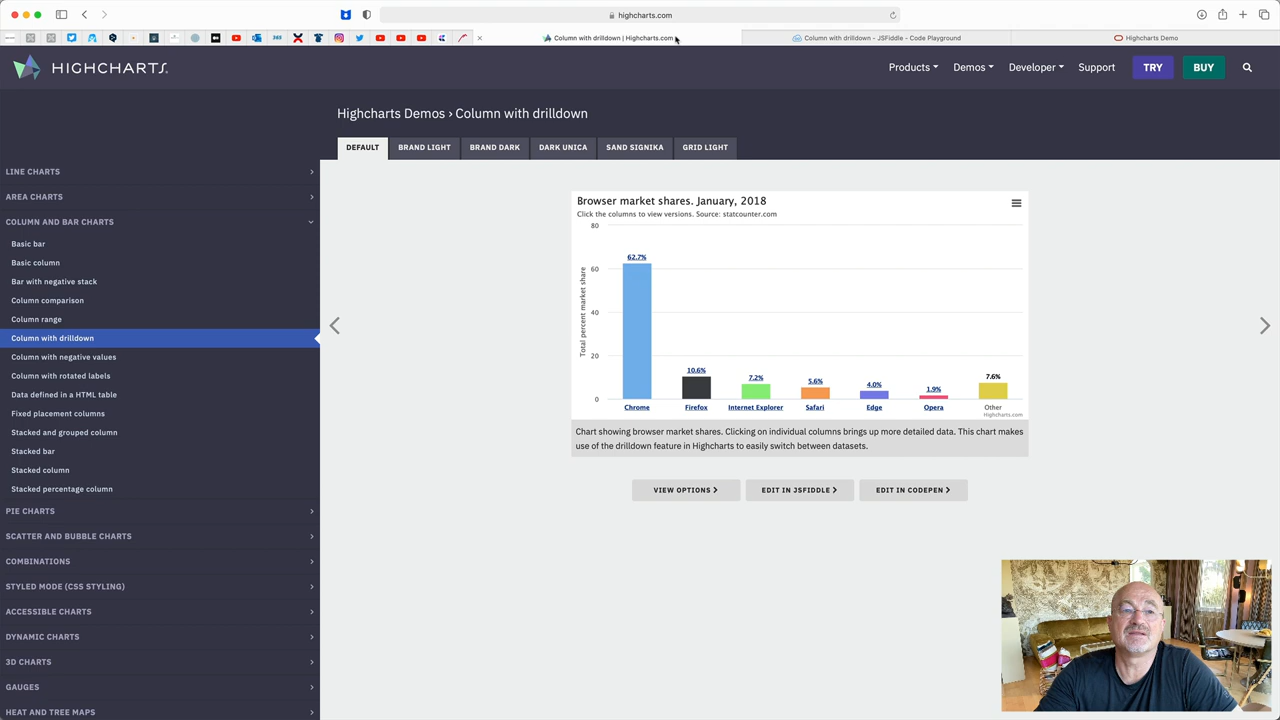 highcharts.com
Column with drilldown | Highcharts.com
Column with drilldown - JSFiddle - Code Playground
Highcharts Demo
365
HIGHCHARTS.
Products
Demos
Developer
Support
TRY
BUY
Highcharts Demos › Column with drilldown
DEFAULT
BRAND LIGHT
BRAND DARK
DARK UNICA
SAND SIGNIKA
GRID LIGHT
LINE CHARTS
AREA CHARTS
COLUMN AND BAR CHARTS
Basic bar
Basic column
Bar with negative stack
Column comparison
Column range
Column with drilldown
Column with negative values
Column with rotated labels
Data defined in a HTML table
Fixed placement columns
Stacked and grouped column
Stacked bar
Stacked column
Stacked percentage column
PIE CHARTS
SCATTER AND BUBBLE CHARTS
COMBINATIONS
STYLED MODE (CSS STYLING)
ACCESSIBLE CHARTS
DYNAMIC CHARTS
3D CHARTS
GAUGES
HEAT AND TREE MAPS
Browser market shares. January, 2018
Click the columns to view versions. Source: statcounter.com
Total percent market share
80
60
40
20
0
62.7%
10.6%
7.2%
5.6%
4.0%
1.9%
7.6%
Chrome
Firefox
Internet Explorer
Safari
Edge
Opera
Other
Highcharts.com
Chart showing browser market shares. Clicking on individual columns brings up more detailed data. This chart makes
use of the drilldown feature in Highcharts to easily switch between datasets.
VIEW OPTIONS
EDIT IN JSFIDDLE
EDIT IN CODEPEN